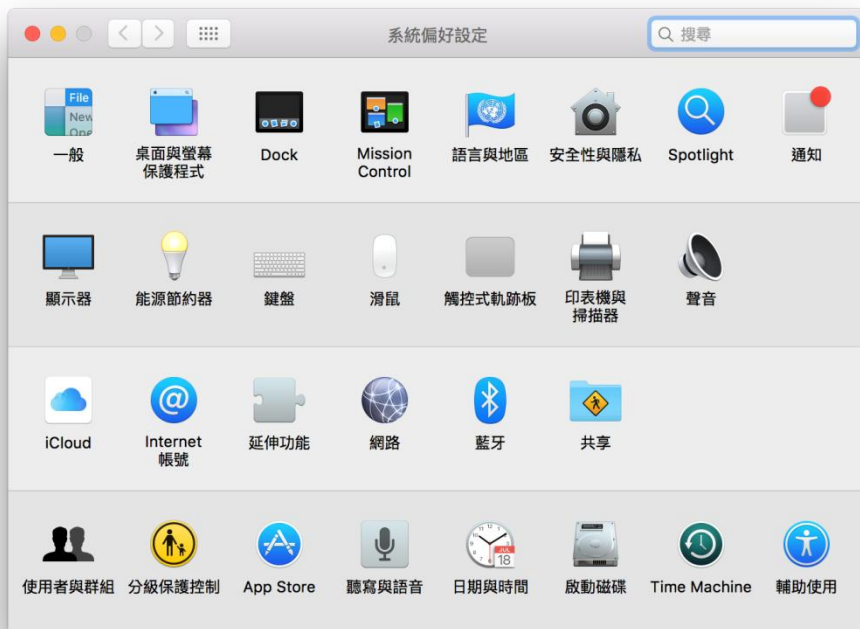 系統偏好設定
搜尋
File
New
Ope
一般
桌面與螢幕
保護程式
Dock
Mission
Control
語言與地區
安全性與隱私
Spotlight
通知
顯示器
能源節約器
鍵盤
滑鼠
觸控式軌跡板
印表機與
掃描器
聲音
iCloud
Internet
帳號
延伸功能
網路
藍牙
共享
使用者與群組
分級保護控制
App Store
聽寫與語音
JUL
18
日期與時間
啟動磁碟
Time Machine
輔助使用